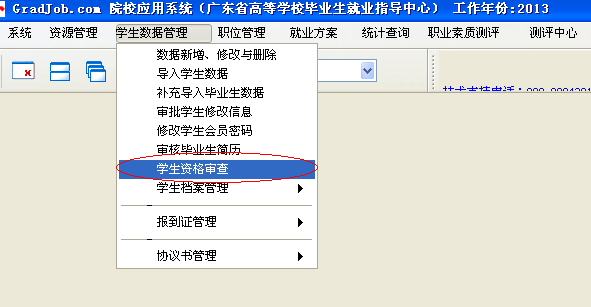 GradJob.com 院校应用系统（广东省高等学校毕业生就业指导中心） 工作年份:2013
系统 资源管理 学生数据管理 职位管理 就业方案 统计查询 职业素质测评 测评中心
数据新增、修改与删除
导入学生数据
补充导入毕业生数据
审批学生修改信息
修改学生会员密码
审核毕业生简历
学生资格审查
学生档案管理
报到证管理
协议书管理